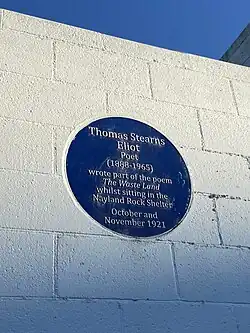 Thomas Stearns
Eliot
Poet
(1888-1965)
wrote part of the poem
The Waste Land
whilst sitting in the
Nayland Rock Shelter
October and
November 1921